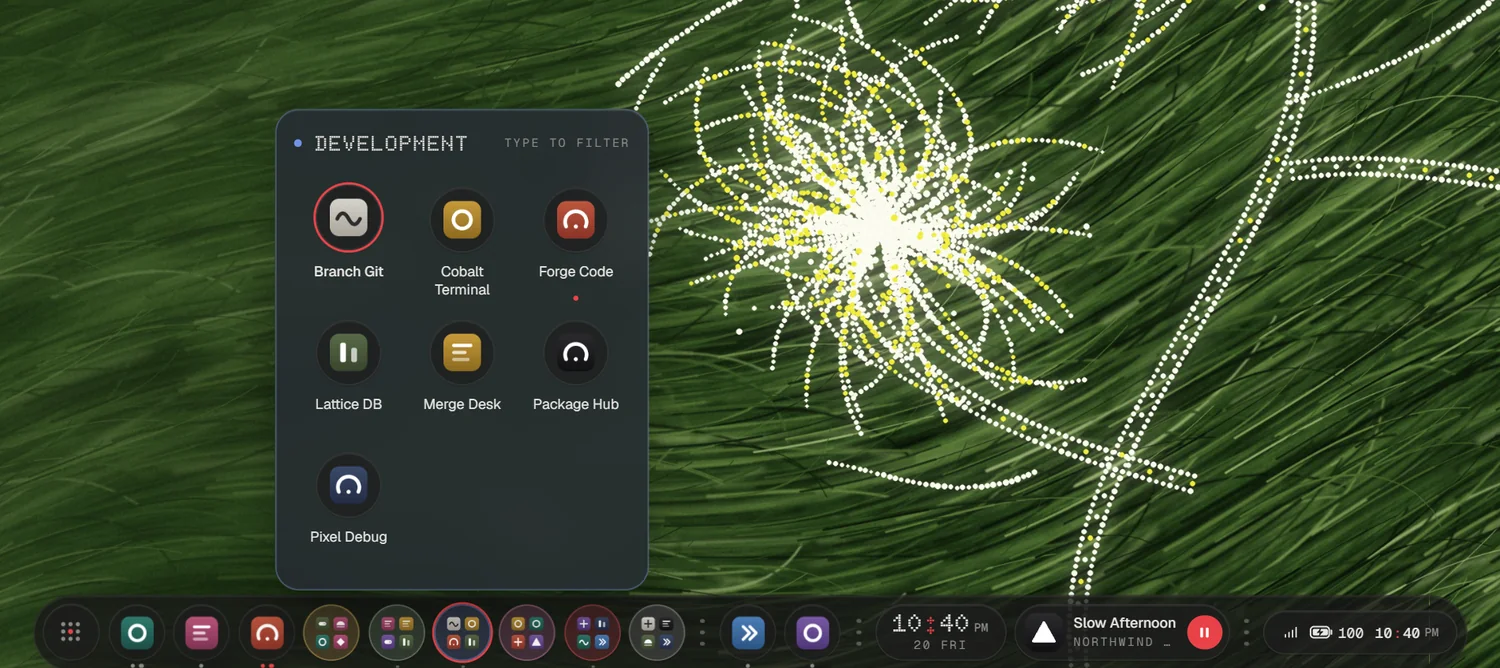 DEVELOPMENT
TYPE TO FILTER
Branch Git
Cobalt
Terminal
Forge Code
Lattice DB
Merge Desk
Package Hub
Pixel Debug
10:40 PM
20 FRI
Slow Afternoon
NORTHWIND …
100
10:40 PM